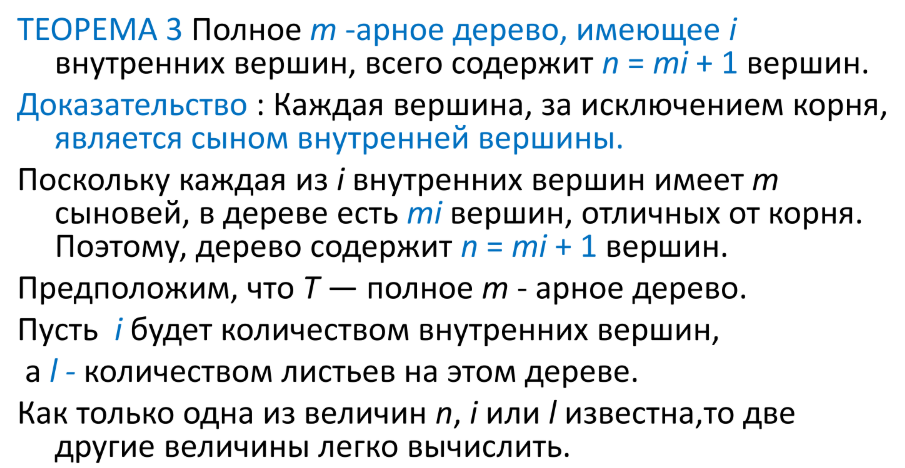 ТЕОРЕМА 3 Полное m -арное дерево, имеющее i
внутренних вершин, всего содержит n = mi + 1 вершин.
Доказательство : Каждая вершина, за исключением корня,
является сыном внутренней вершины.
Поскольку каждая из i внутренних вершин имеет m
сыновей, в дереве есть mi вершин, отличных от корня.
Поэтому, дерево содержит n = mi + 1 вершин.
Предположим, что T — полное m - арное дерево.
Пусть i будет количеством внутренних вершин,
а l - количеством листьев на этом дереве.
Как только одна из величин n, i или l известна,то две
другие величины легко вычислить.